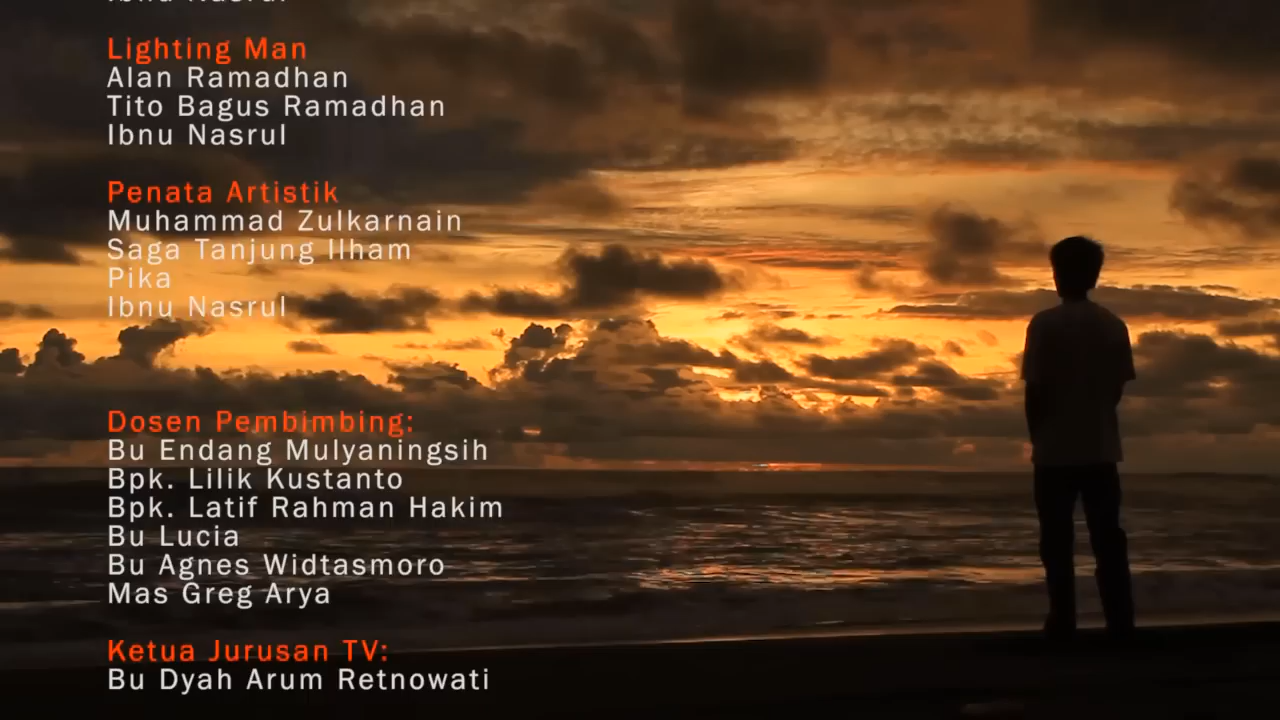 Ibnu Nasrul
Lighting Man
Alan Ramadhan
Tito Bagus Ramadhan
Ibnu Nasrul
Penata Artistik
Muhammad Zulkarnain
Saga Tanjung Ilham
Pika
Ibnu Nasrul
Dosen Pembimbing:
Bu Endang Mulyaningsih
Bpk. Lilik Kustanto
Bpk. Latif Rahman Hakim
Bu Lucia
Bu Agnes Widtasmoro
Mas Greg Arya
Ketua Jurusan TV:
Bu Dyah Arum Retnowati